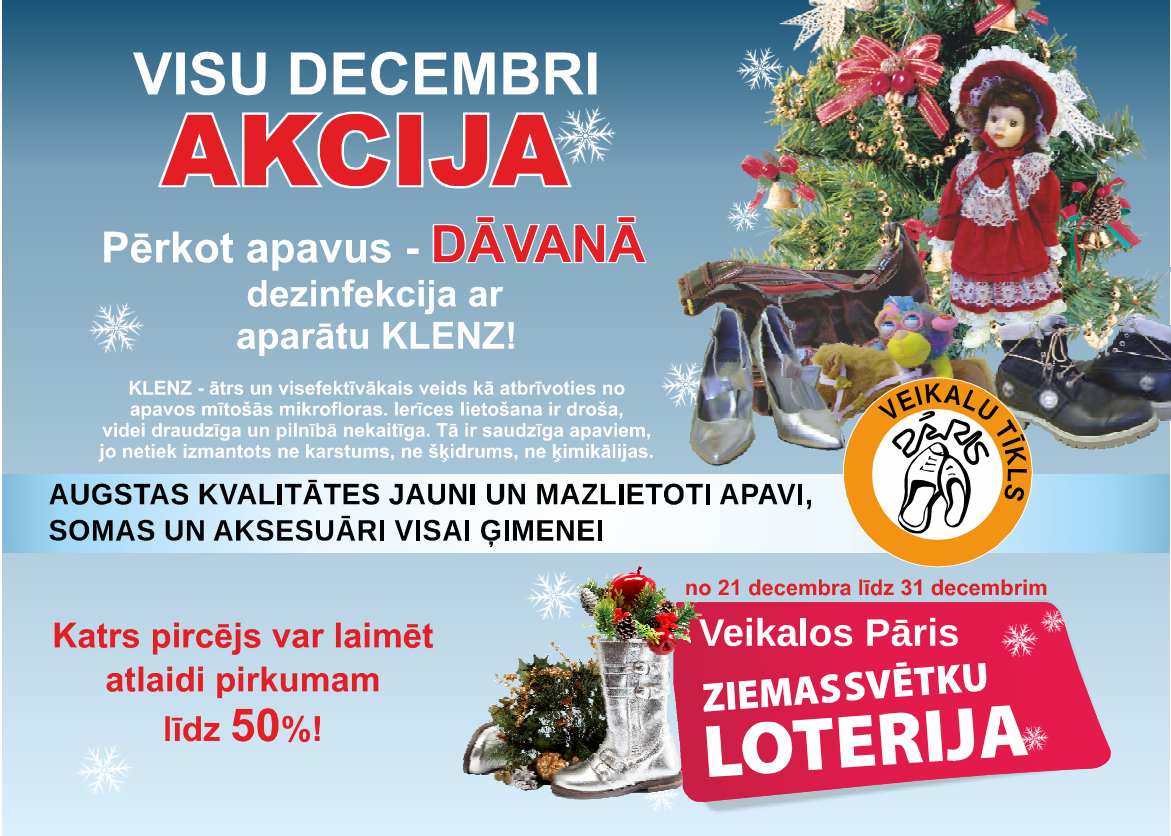 VISU DECEMBRI
AKCIJA
Pērkot apavus - DĀVANĀ
dezinfekcija ar
aparātu KLENZ!
KLENZ - ātrs un visefektīvākais veids kā atbrīvoties no
apavos mītošās mikrofloras. Ierīces lietošana ir droša,
videi draudzīga un pilnībā nekaitīga. Tā ir saudzīga apaviem,
jo netiek izmantots ne karstums, ne šķidrums, ne ķimikālijas.
AUGSTAS KVALITĀTES JAUNI UN MAZLIETOTI APAVI,
SOMAS UN AKSESUĀRI VISAI ĢIMENEI
VEIKALU TĪKLS
PĀRIS
no 21 decembra līdz 31 decembrim
Veikalos Pāris
ZIEMASSVĒTKU
LOTERIJA
Katrs pircējs var laimēt
atlaidi pirkumam
līdz 50%!